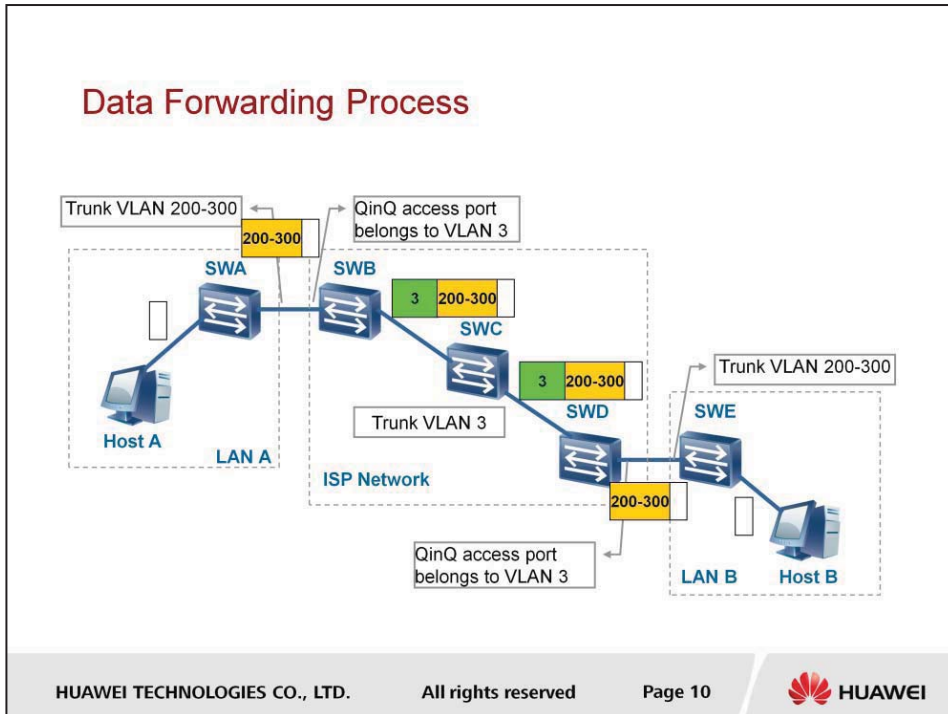 Data Forwarding Process
Trunk VLAN 200-300
QinQ access port
belongs to VLAN 3
200-300
SWA
SWB
3 200-300
SWC
3 200-300
SWD
Trunk VLAN 3
Trunk VLAN 200-300
SWE
Host A
LAN A
ISP Network
200-300
QinQ access port
belongs to VLAN 3
LAN B
Host B
HUAWEI TECHNOLOGIES CO., LTD.
All rights reserved
Page 10
HUAWEI